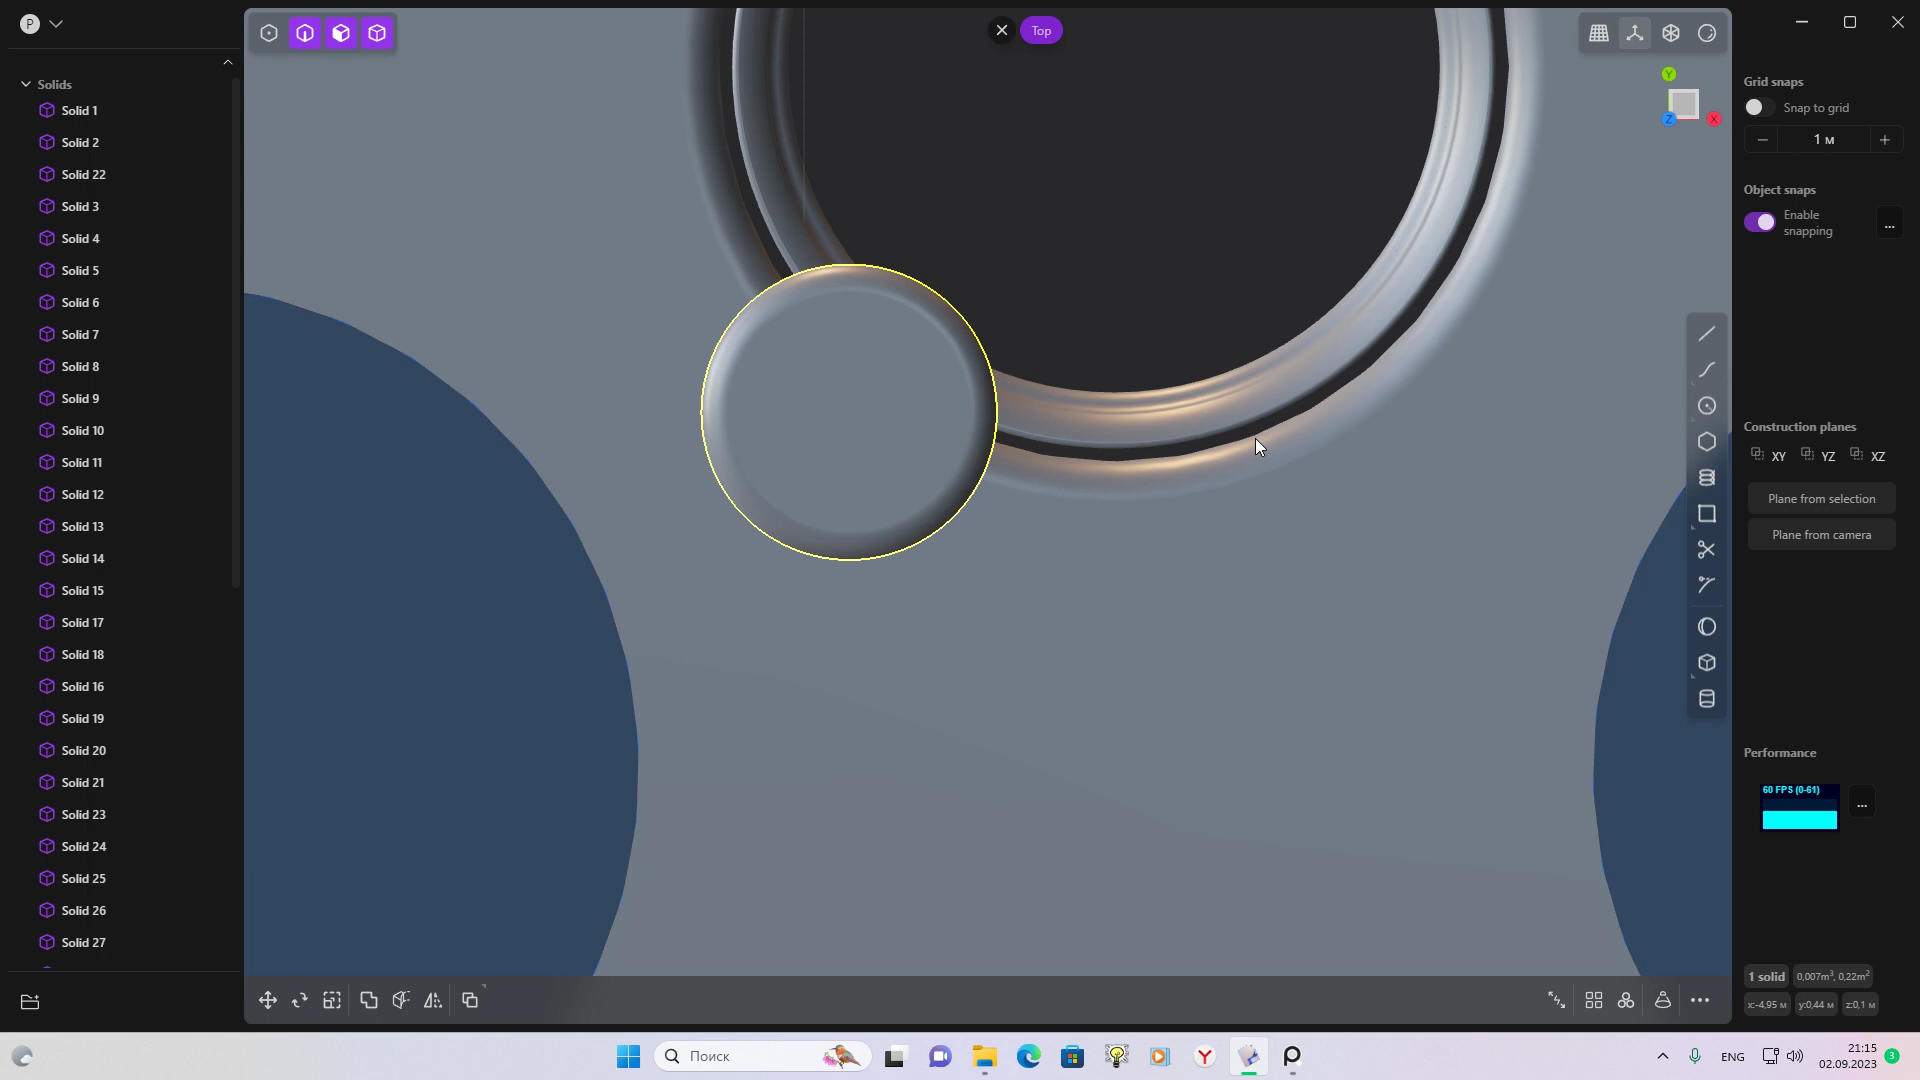 P
Solids
Solid 1
Solid 2
Solid 22
Solid 3
Solid 4
Solid 5
Solid 6
Solid 7
Solid 8
Solid 9
Solid 10
Solid 11
Solid 12
Solid 13
Solid 14
Solid 15
Solid 17
Solid 18
Solid 16
Solid 19
Solid 20
Solid 21
Solid 23
Solid 24
Solid 25
Solid 26
Solid 27
Top
Y
Z
X
Grid snaps
Snap to grid
1 м
Object snaps
Enable
snapping
...
Construction planes
XY YZ XZ
Plane from selection
Plane from camera
Performance
60 FPS (0-61)
...
1 solid 0,007m³, 0,22m²
x:-4,95 м y:0,44 м z:0,1 м
Поиск
ENG
21:15
02.09.2023
3